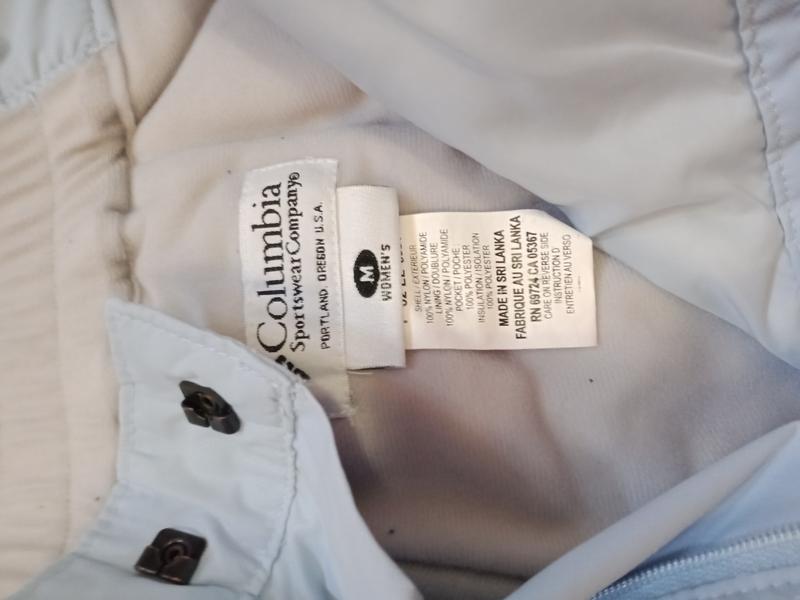 Columbia
Sportswear Company®
PORTLAND, OREGON U.S.A.
M
WOMEN'S
SHELL / EXTERIEUR
100% NYLON / POLYAMIDE
LINING / DOUBLURE
100% NYLON / POLYAMIDE
POCKET / POCHE
100% POLYESTER
INSULATION / ISOLATION
100% POLYESTER
MADE IN SRI LANKA
FABRIQUE AU SRI LANKA
RN 69724 CA 05367
CARE ON REVERSE SIDE
INSTRUCTION D
ENTRETIEN AU VERSO